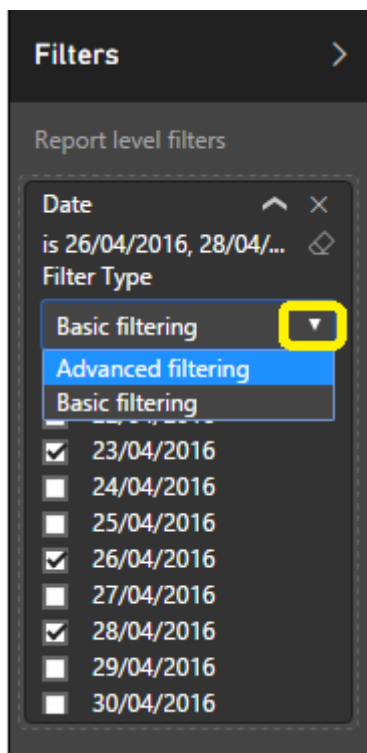 Filters
Report level filters
Date
is 26/04/2016, 28/04/...
Filter Type
Basic filtering
Advanced filtering
Basic filtering
23/04/2016
24/04/2016
25/04/2016
26/04/2016
27/04/2016
28/04/2016
29/04/2016
30/04/2016